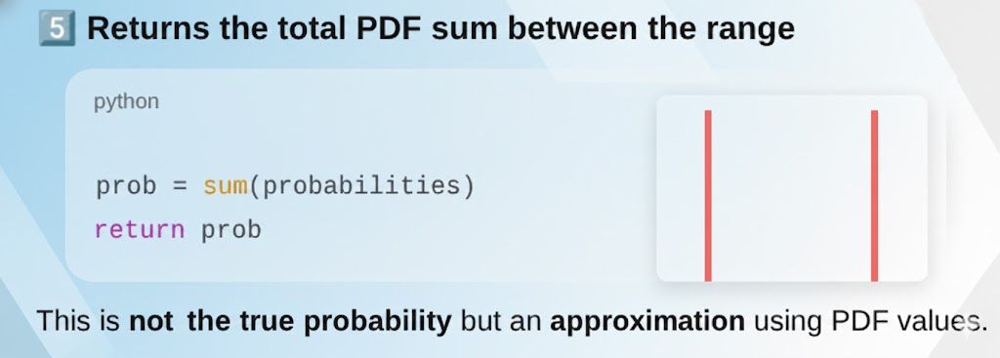 5 Returns the total PDF sum between the range
python
prob = sum(probabilities)
return prob
This is not the true probability but an approximation using PDF values.